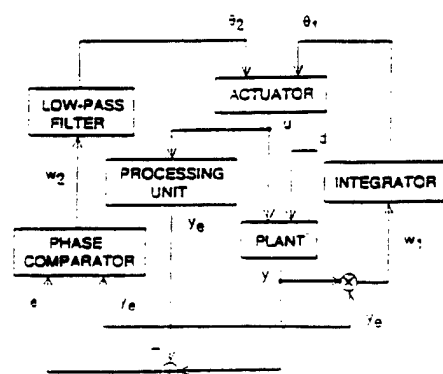 θ2
θ1
ACTUATOR
LOW-PASS
FILTER
u
d
w2
PROCESSING
UNIT
INTEGRATOR
ye
PLANT
w1
PHASE
COMPARATOR
y
e
ye
ye